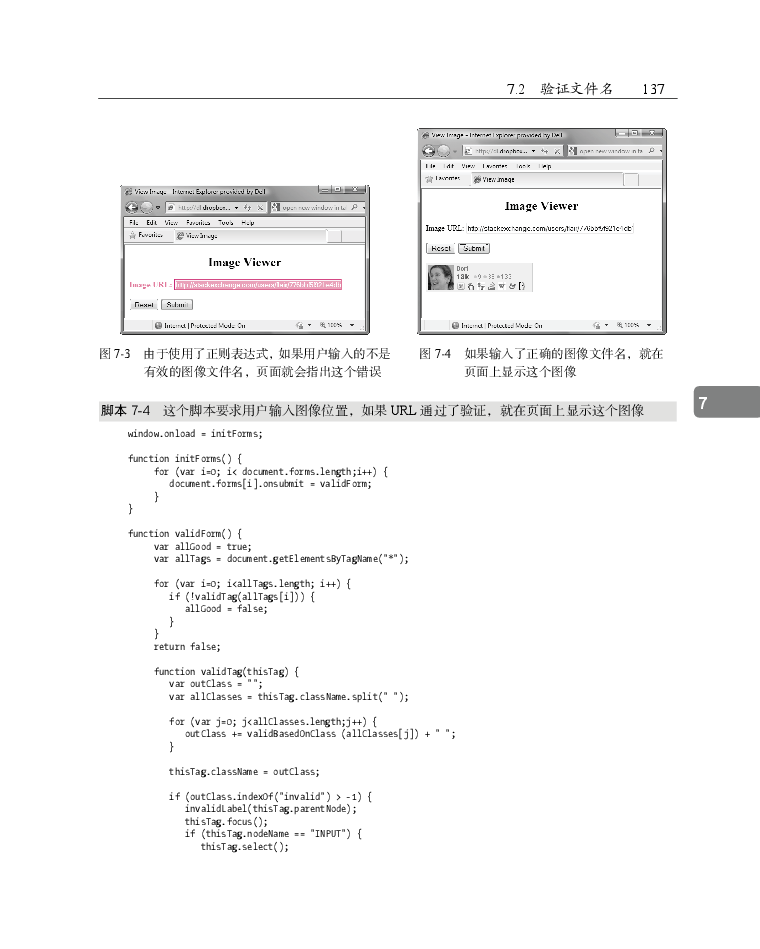 7.2 验证文件名 137
View Image - Internet Explorer provided by Dell
File Edit View Favorites Tools Help
Favorites View Image
Image Viewer
Image URL:
Reset Submit
Internet | Protected Mode: On 100%
View Image - Internet Explorer provided by Dell
File Edit View Favorites Tools Help
Favorites View Image
Image Viewer
Image URL:
Reset Submit
Internet | Protected Mode: On 100%
图 7-3 由于使用了正则表达式，如果用户输入的不是
有效的图像文件名，页面就会指出这个错误
图 7-4 如果输入了正确的图像文件名，就在
页面上显示这个图像
脚本 7-4 这个脚本要求用户输入图像位置，如果 URL 通过了验证，就在页面上显示这个图像
7
window.onload = initForms;
function initForms() {
for (var i=0; i< document.forms.length;i++) {
document.forms[i].onsubmit = validForm;
}
}
function validForm() {
var allGood = true;
var allTags = document.getElementsByTagName("*");
for (var i=0; i<allTags.length; i++) {
if (!validTag(allTags[i])) {
allGood = false;
}
}
return false;
function validTag(thisTag) {
var outClass = "";
var allClasses = thisTag.className.split(" ");
for (var j=0; j<allClasses.length;j++) {
outClass += validBasedOnClass (allClasses[j]) + " ";
}
thisTag.className = outClass;
if (outClass.indexOf("invalid") > -1) {
invalidLabel(thisTag.parentNode);
thisTag.focus();
if (thisTag.nodeName == "INPUT") {
thisTag.select();